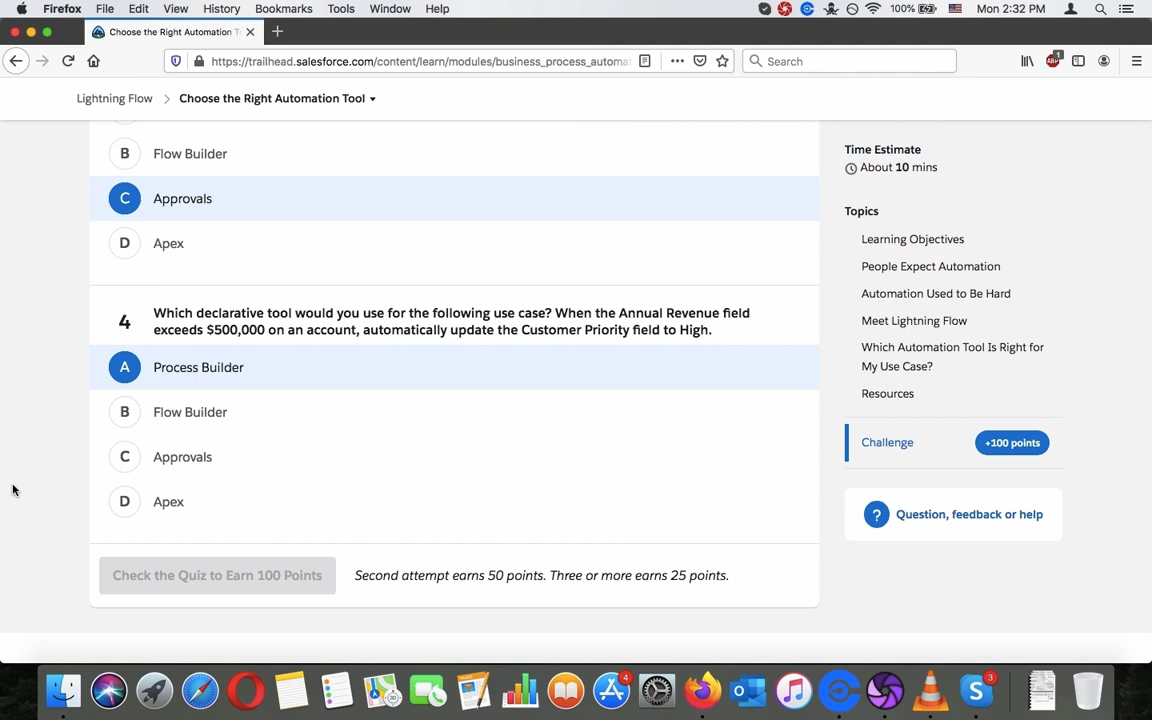 Firefox File Edit View History Bookmarks Tools Window Help 100% Mon 2:32 PM
Choose the Right Automation T
https://trailhead.salesforce.com/content/learn/modules/business_process_automa
Search
ABP 1
Lightning Flow > Choose the Right Automation Tool
B Flow Builder
C Approvals
D Apex
4 Which declarative tool would you use for the following use case? When the Annual Revenue field
exceeds $500,000 on an account, automatically update the Customer Priority field to High.
A Process Builder
B Flow Builder
C Approvals
D Apex
Check the Quiz to Earn 100 Points Second attempt earns 50 points. Three or more earns 25 points.
Time Estimate
About 10 mins
Topics
Learning Objectives
People Expect Automation
Automation Used to Be Hard
Meet Lightning Flow
Which Automation Tool Is Right for
My Use Case?
Resources
Challenge +100 points
? Question, feedback or help
4
3